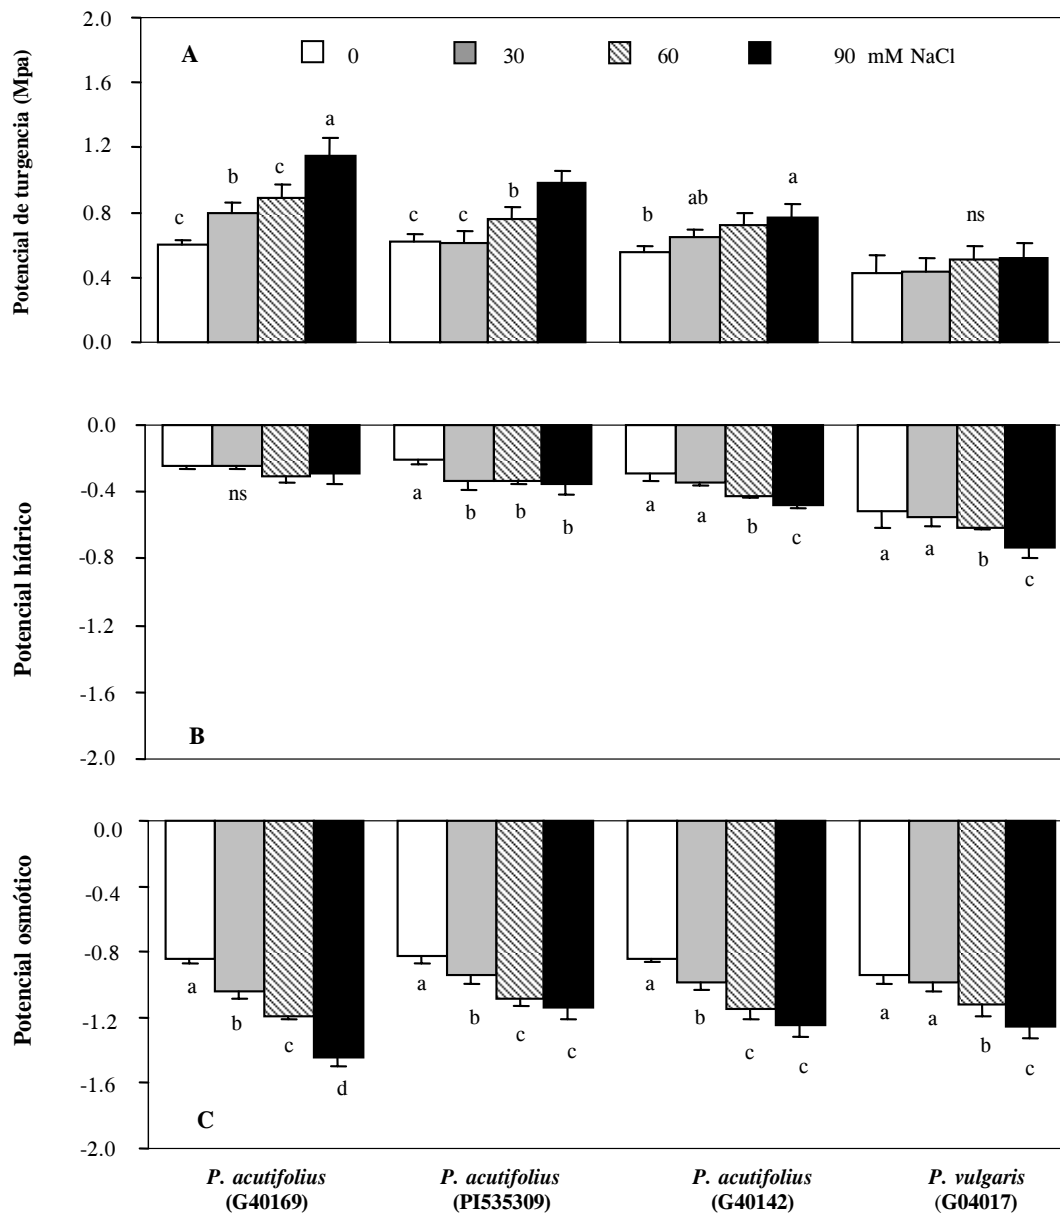 Potencial de turgencia (Mpa)
2.0
1.6
1.2
0.8
0.4
0.0
A 0 30 60 90 mM NaCl
c b c a
c c b
b ab a
ns
Potencial hídrico
0.0
-0.4
-0.8
-1.2
-1.6
-2.0
ns
a b b b
a a b c
a a b c
B
Potencial osmótico
0.0
-0.4
-0.8
-1.2
-1.6
-2.0
a b c d
a b c c
a b c c
a a b c
C
P. acutifolius
(G40169)
P. acutifolius
(PI535309)
P. acutifolius
(G40142)
P. vulgaris
(G04017)